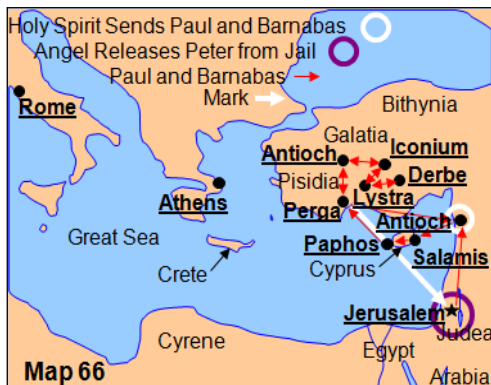 Holy Spirit Sends Paul and Barnabas
Angel Releases Peter from Jail
Paul and Barnabas
Mark
Rome
Bithynia
Galatia
Antioch
Iconium
Pisidia
Derbe
Lystra
Athens
Perga
Antioch
Great Sea
Paphos
Salamis
Cyprus
Crete
Jerusalem
Judea
Cyrene
Egypt
Map 66
Arabia